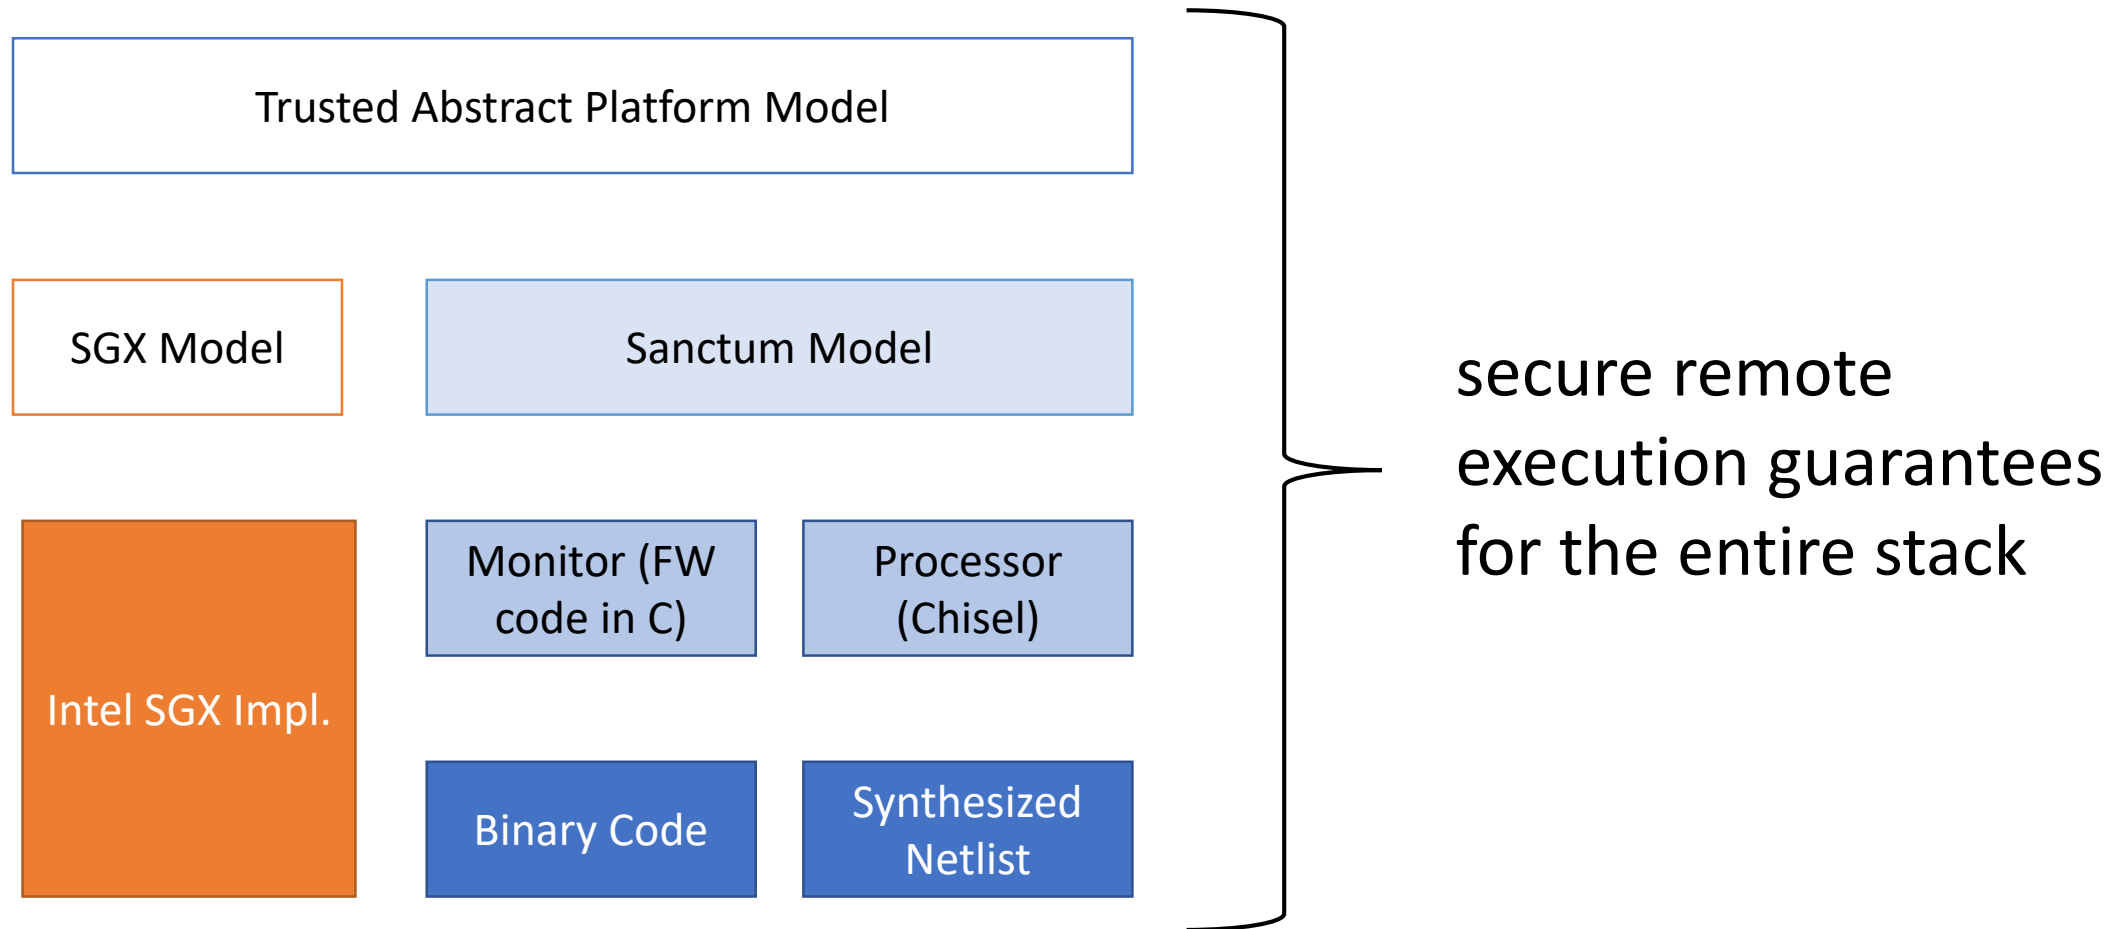 Trusted Abstract Platform Model
SGX Model
Sanctum Model
Monitor (FW
code in C)
Processor
(Chisel)
Intel SGX Impl.
Binary Code
Synthesized
Netlist
secure remote
execution guarantees
for the entire stack